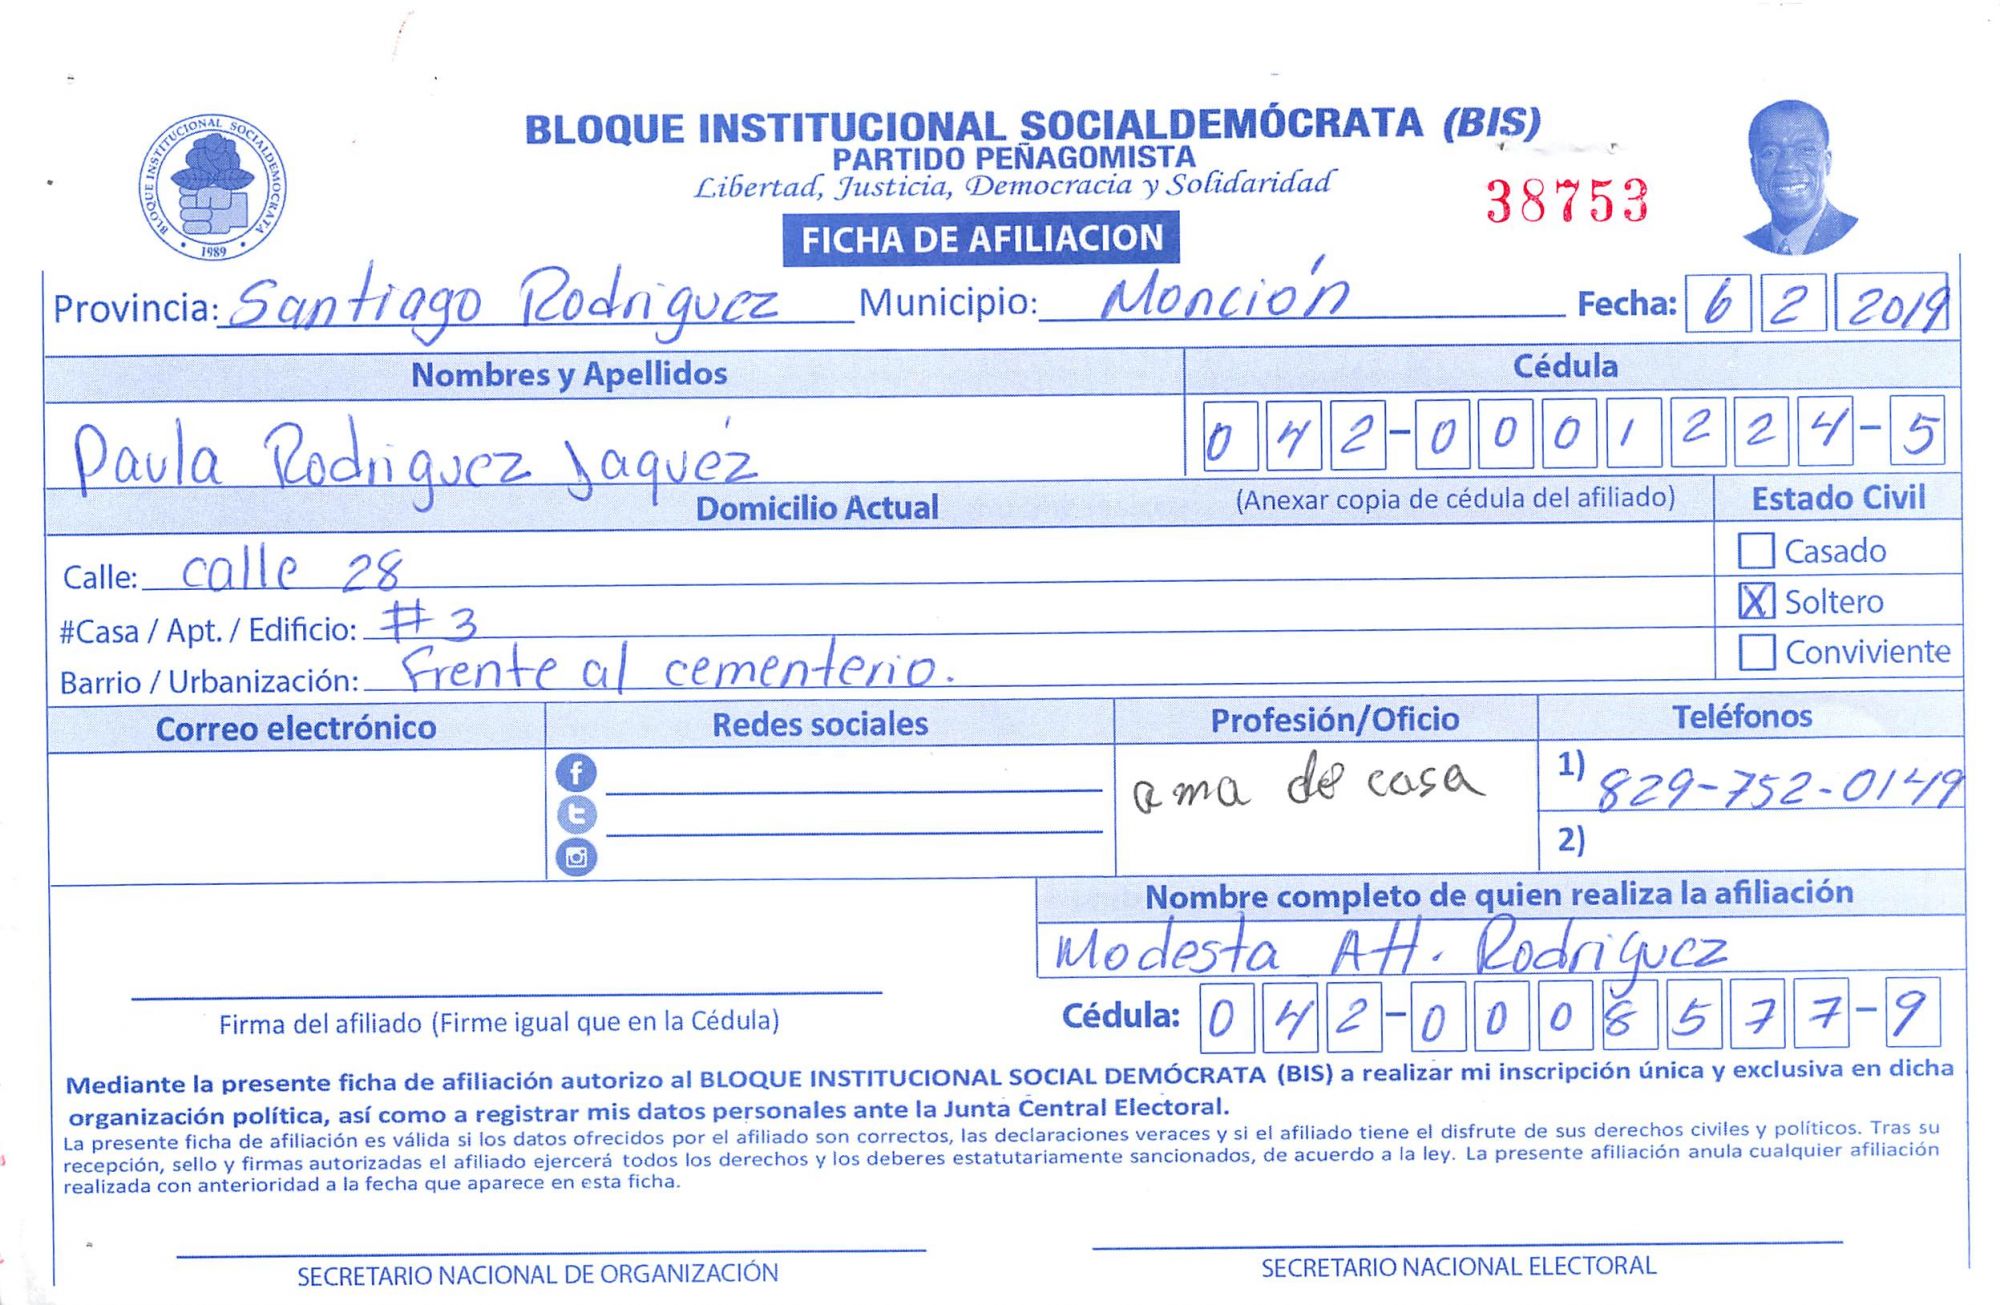 BLOQUE INSTITUCIONAL SOCIALDEMÓCRATA (BIS)
PARTIDO PEÑAGOMISTA
Libertad, Justicia, Democracia y Solidaridad
38753
BLOQUE INSTITUCIONAL SOCIALDEMOCRATA
1989
FICHA DE AFILIACION
Provincia: Santiago Rodriguez Municipio: Monción Fecha: 6 2 2019
Nombres y Apellidos Cédula
Paula Rodriguez Jaquéz 042-0001224-5
Domicilio Actual (Anexar copia de cédula del afiliado) Estado Civil
Calle: calle 28 Casado
#Casa / Apt. / Edificio: # 3 X Soltero
Barrio / Urbanización: Frente al cementerio. Conviviente
Correo electrónico Redes sociales Profesión/Oficio Teléfonos
ama de casa 1) 829-752-0149
2)
Nombre completo de quien realiza la afiliación
Modesta Alt. Rodriguez
Firma del afiliado (Firme igual que en la Cédula) Cédula: 042-0008577-9
Mediante la presente ficha de afiliación autorizo al BLOQUE INSTITUCIONAL SOCIAL DEMÓCRATA (BIS) a realizar mi inscripción única y exclusiva en dicha
organización política, así como a registrar mis datos personales ante la Junta Central Electoral.
La presente ficha de afiliación es válida si los datos ofrecidos por el afiliado son correctos, las declaraciones veraces y si el afiliado tiene el disfrute de sus derechos civiles y políticos. Tras su
recepción, sello y firmas autorizadas el afiliado ejercerá todos los derechos y los deberes estatutariamente sancionados, de acuerdo a la ley. La presente afiliación anula cualquier afiliación
realizada con anterioridad a la fecha que aparece en esta ficha.
SECRETARIO NACIONAL DE ORGANIZACIÓN SECRETARIO NACIONAL ELECTORAL